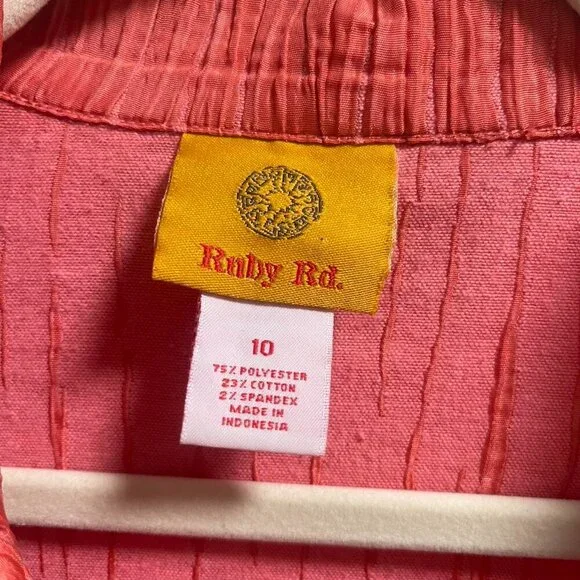 Ruby Rd.
10
75% POLYESTER
23% COTTON
2% SPANDEX
MADE IN
INDONESIA